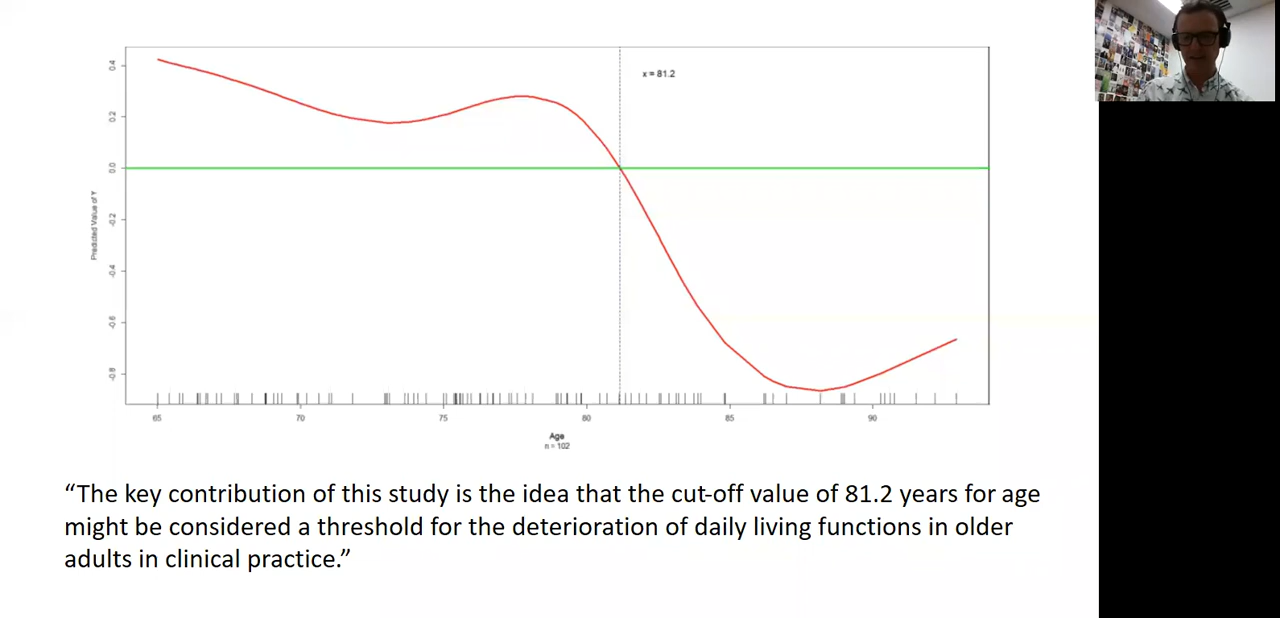 x = 81.2
0.4
0.2
0.0
-0.2
-0.4
-0.6
-0.8
Predicted Value of Y
65 70 75 80 85 90
Age
n = 102
“The key contribution of this study is the idea that the cut-off value of 81.2 years for age
might be considered a threshold for the deterioration of daily living functions in older
adults in clinical practice.”